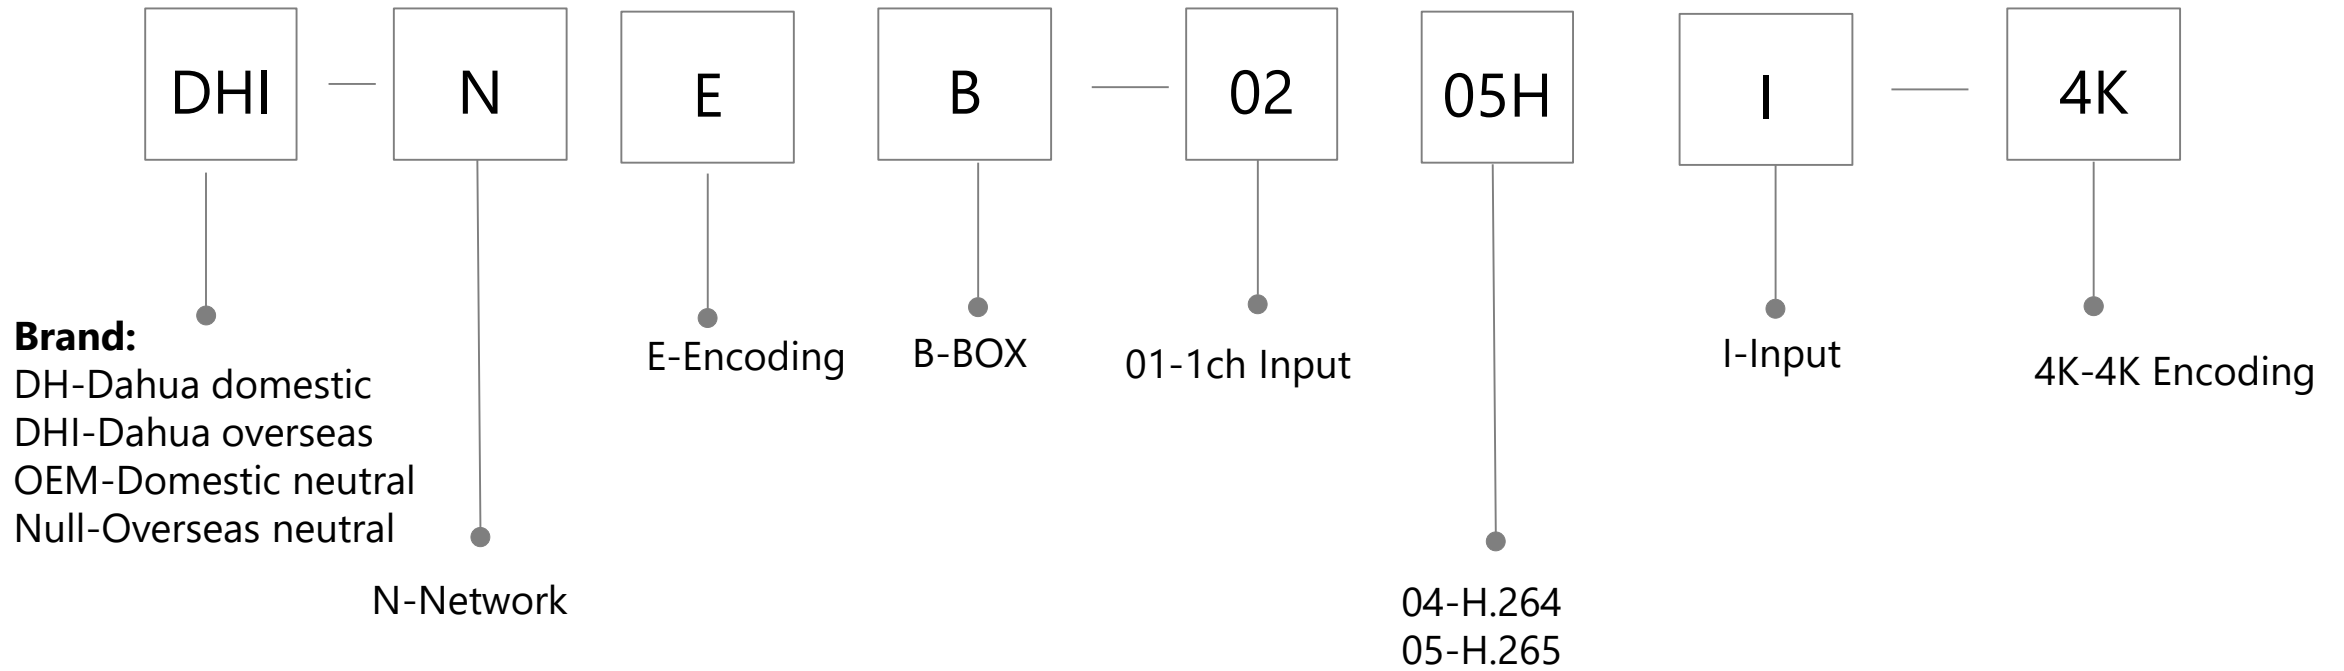 DHI — N E B — 02 05H I — 4K
Brand:
DH-Dahua domestic
DHI-Dahua overseas
OEM-Domestic neutral
Null-Overseas neutral
N-Network
E-Encoding
B-BOX
01-1ch Input
04-H.264
05-H.265
I-Input
4K-4K Encoding